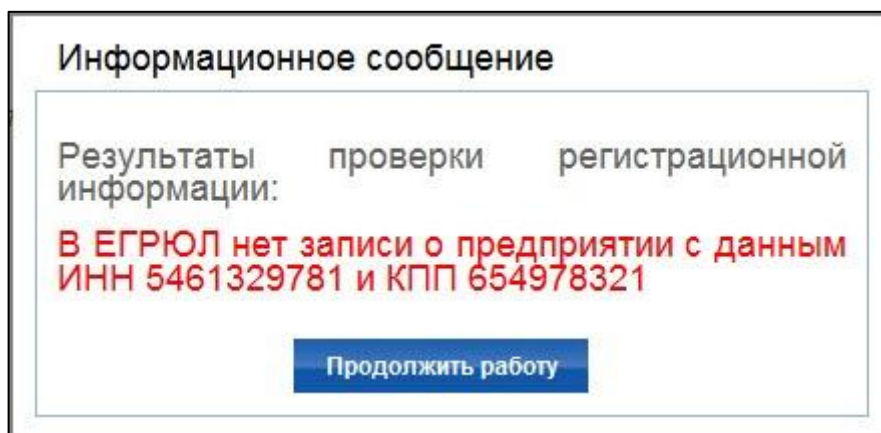 Информационное сообщение
Результаты проверки регистрационной
информации:
В ЕГРЮЛ нет записи о предприятии с данным
ИНН 5461329781 и КПП 654978321
Продолжить работу